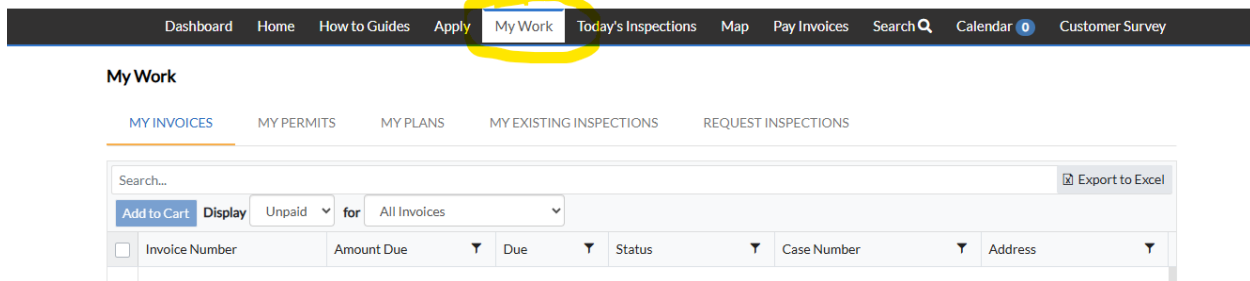 Dashboard Home How to Guides Apply My Work Today's Inspections Map Pay Invoices Search Calendar 0 Customer Survey
My Work
MY INVOICES MY PERMITS MY PLANS MY EXISTING INSPECTIONS REQUEST INSPECTIONS
Search... Export to Excel
Add to Cart Display Unpaid for All Invoices
Invoice Number Amount Due Due Status Case Number Address